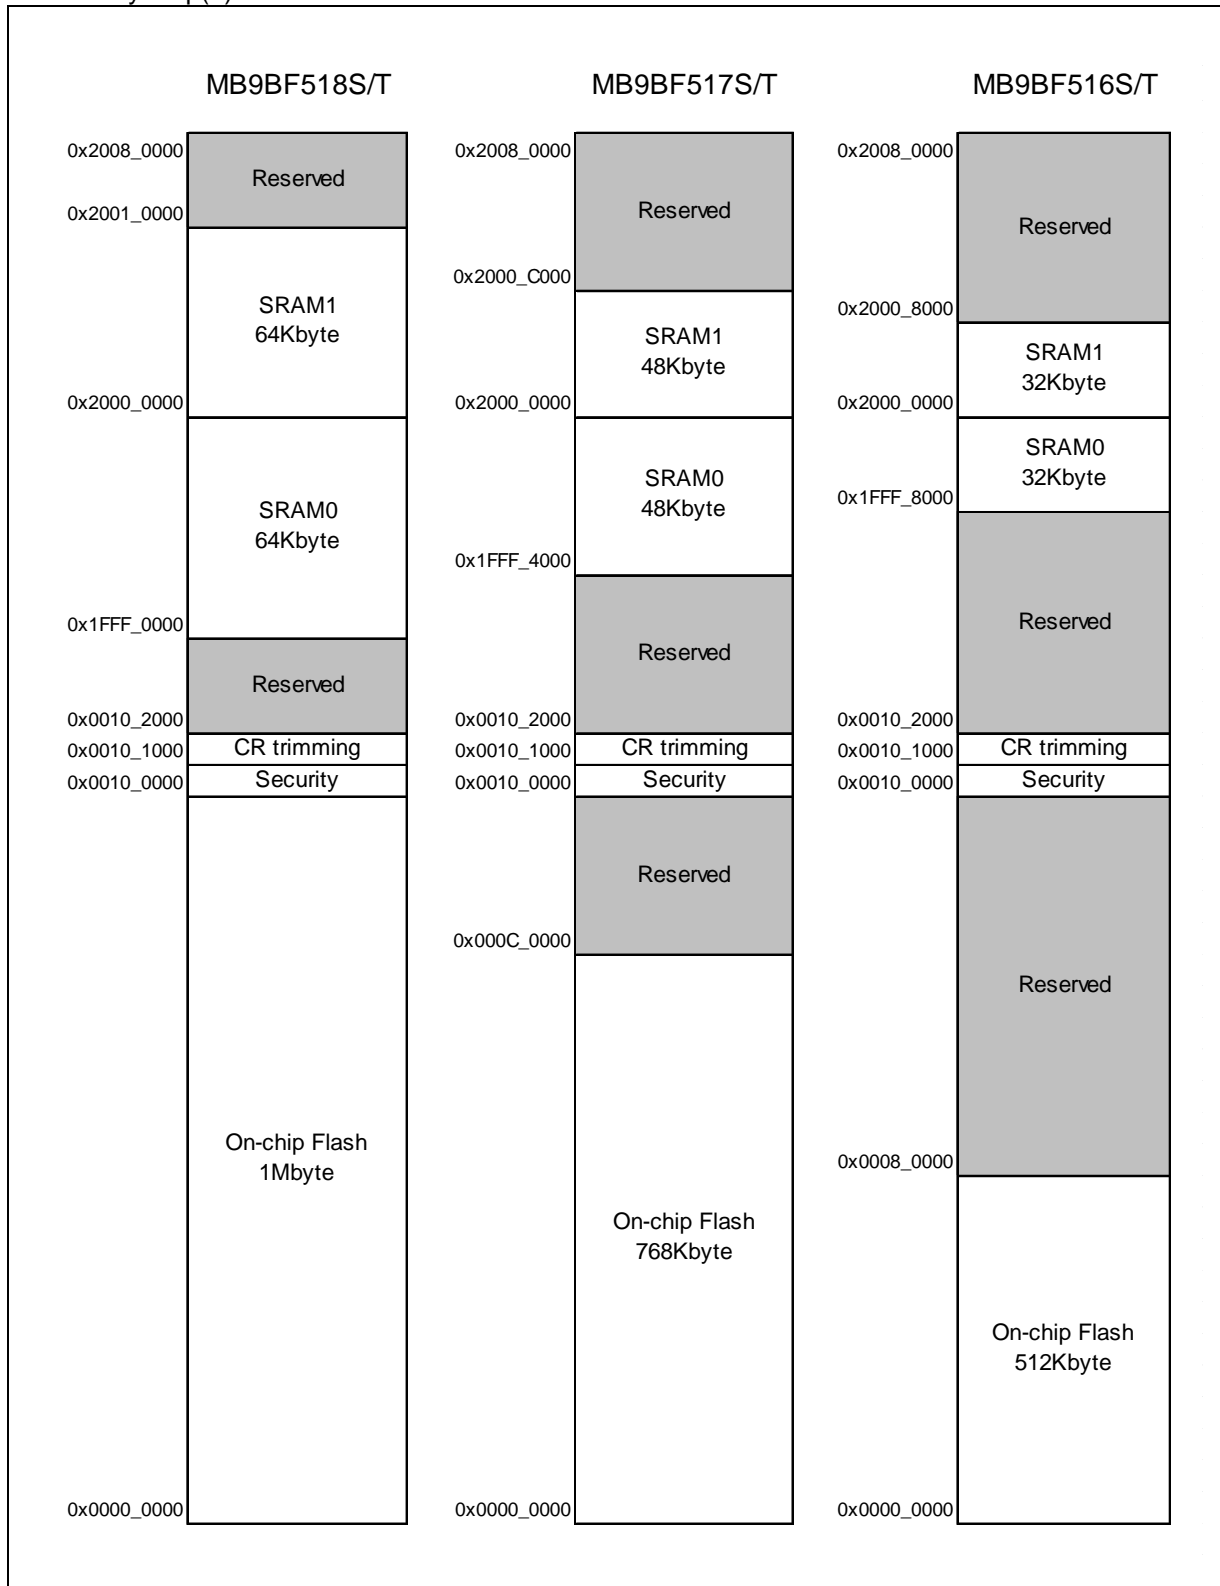 MB9BF518S/T
0x2008_0000
Reserved
0x2001_0000
SRAM1
64Kbyte
0x2000_0000
SRAM0
64Kbyte
0x1FFF_0000
Reserved
0x0010_2000
CR trimming
0x0010_1000
Security
0x0010_0000
On-chip Flash
1Mbyte
0x0000_0000
MB9BF517S/T
0x2008_0000
Reserved
0x2000_C000
SRAM1
48Kbyte
0x2000_0000
SRAM0
48Kbyte
0x1FFF_4000
Reserved
0x0010_2000
CR trimming
0x0010_1000
Security
0x0010_0000
Reserved
0x000C_0000
On-chip Flash
768Kbyte
0x0000_0000
MB9BF516S/T
0x2008_0000
Reserved
0x2000_8000
SRAM1
32Kbyte
0x2000_0000
SRAM0
32Kbyte
0x1FFF_8000
Reserved
0x0010_2000
CR trimming
0x0010_1000
Security
0x0010_0000
Reserved
0x0008_0000
On-chip Flash
512Kbyte
0x0000_0000